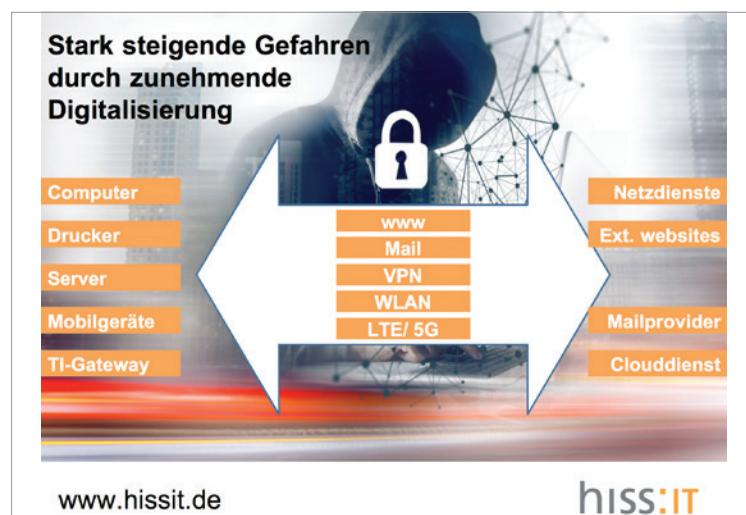 Stark steigende Gefahren
durch zunehmende
Digitalisierung
Computer
Drucker
Server
Mobilgeräte
TI-Gateway
www
Mail
VPN
WLAN
LTE/ 5G
Netzdienste
Ext. websites
Mailprovider
Clouddienst
www.hissit.de
hiss:IT